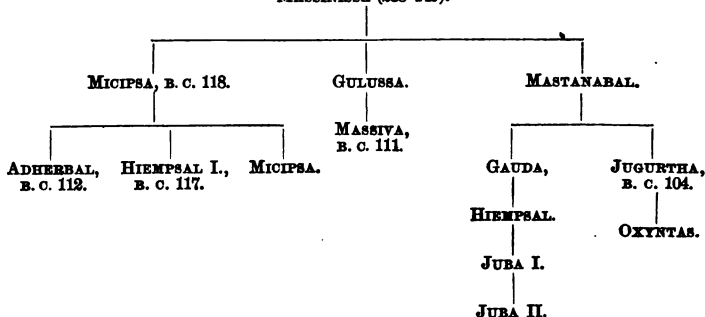 MICIPSA, B. C. 118. GULUSSA. MASTANABAL.
MASSIVA,
B. C. 111.
ADHERBAL, HIEMPSAL I., MICIPSA. GAUDA, JUGURTHA,
B. C. 112. B. C. 117. B. C. 104.
HIEMPSAL.
OXYNTAS.
JUBA I.
JUBA II.